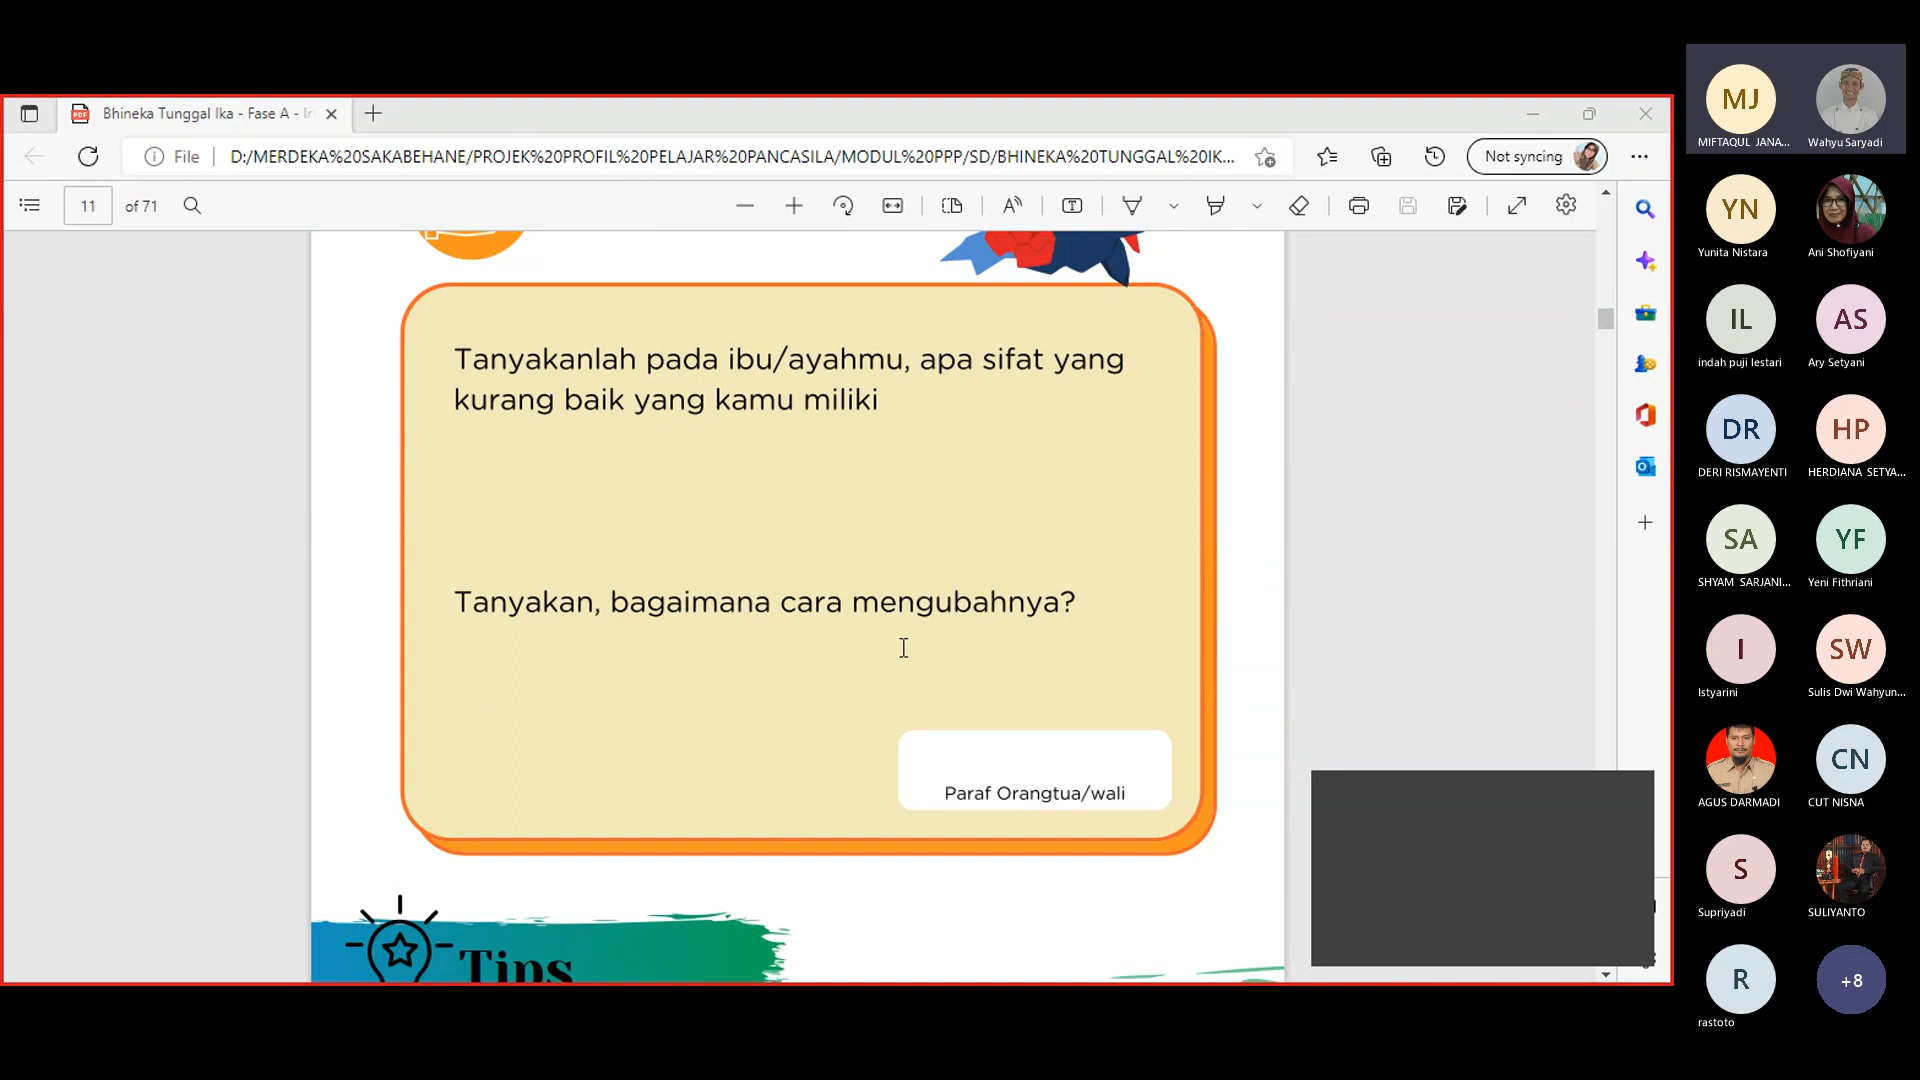 Bhineka Tunggal Ika - Fase A - In
File
D:/MERDEKA%20SAKABEHANE/PROJEK%20PROFIL%20PELAJAR%20PANCASILA/MODUL%20PPP/SD/BHINEKA%20TUNGGAL%20IK...
Not syncing
11 of 71
Tanyakanlah pada ibu/ayahmu, apa sifat yang
kurang baik yang kamu miliki
Tanyakan, bagaimana cara mengubahnya?
Paraf Orangtua/wali
Tips
MJ
MIFTAQUL JANA...
Wahyu Saryadi
YN
Yunita Nistara
Ani Shofiyani
IL
indah puji lestari
AS
Ary Setyani
DR
DERI RISMAYENTI
HP
HERDIANA SETYA...
SA
SHYAM SARJANI...
YF
Yeni Fithriani
I
Istyarini
SW
Sulis Dwi Wahyun...
AGUS DARMADI
CN
CUT NISNA
S
Supriyadi
SULIYANTO
R
rastoto
+8